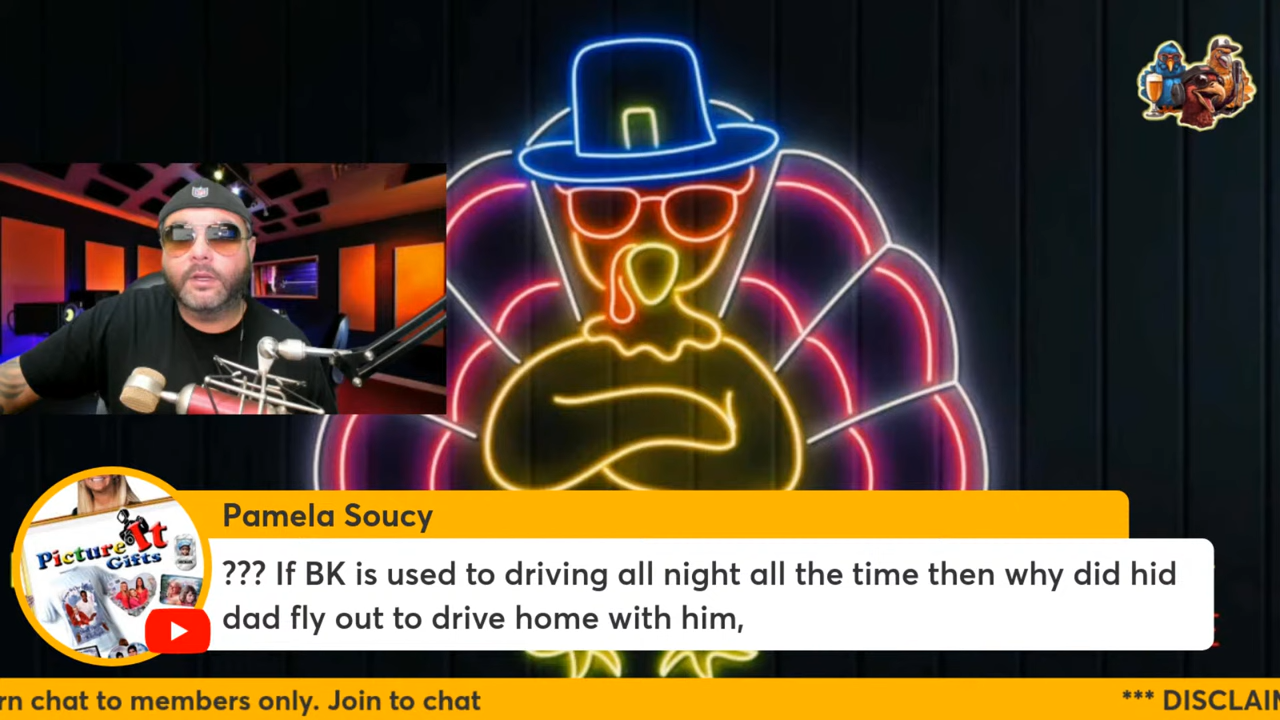 Pamela Soucy
??? If BK is used to driving all night all the time then why did hid
dad fly out to drive home with him,
Picture It
Gifts
rn chat to members only. Join to chat
*** DISCLAIM